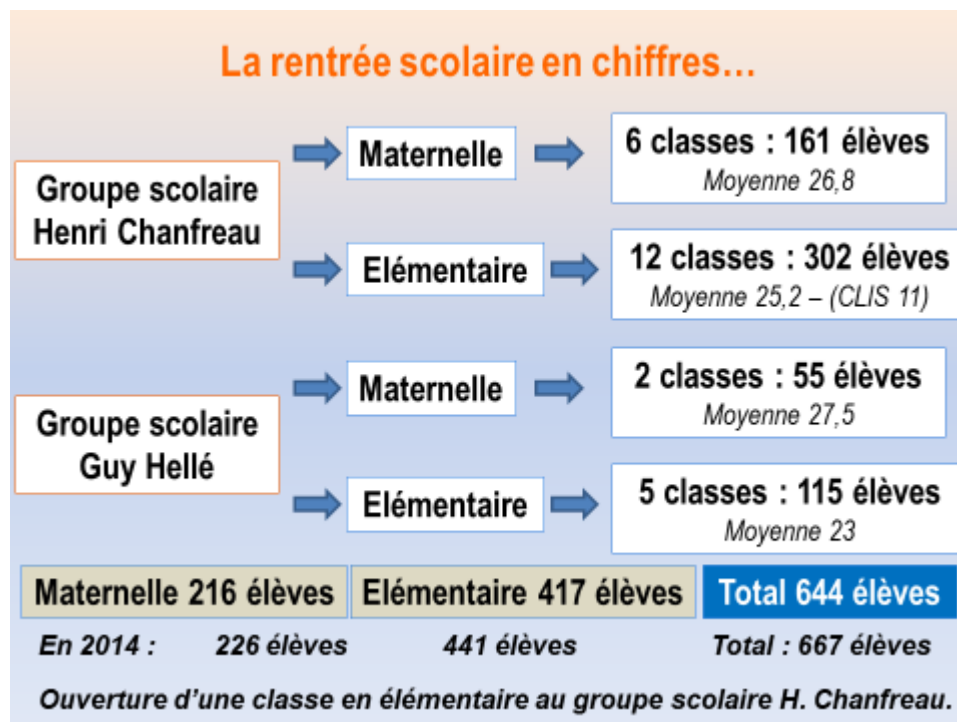 La rentrée scolaire en chiffres…
Groupe scolaire
Henri Chanfreau
Maternelle
6 classes : 161 élèves
Moyenne 26,8
Elémentaire
12 classes : 302 élèves
Moyenne 25,2 – (CLIS 11)
Groupe scolaire
Guy Hellé
Maternelle
2 classes : 55 élèves
Moyenne 27,5
Elémentaire
5 classes : 115 élèves
Moyenne 23
Maternelle 216 élèves Elémentaire 417 élèves Total 644 élèves
En 2014 : 226 élèves 441 élèves Total : 667 élèves
Ouverture d’une classe en élémentaire au groupe scolaire H. Chanfreau.